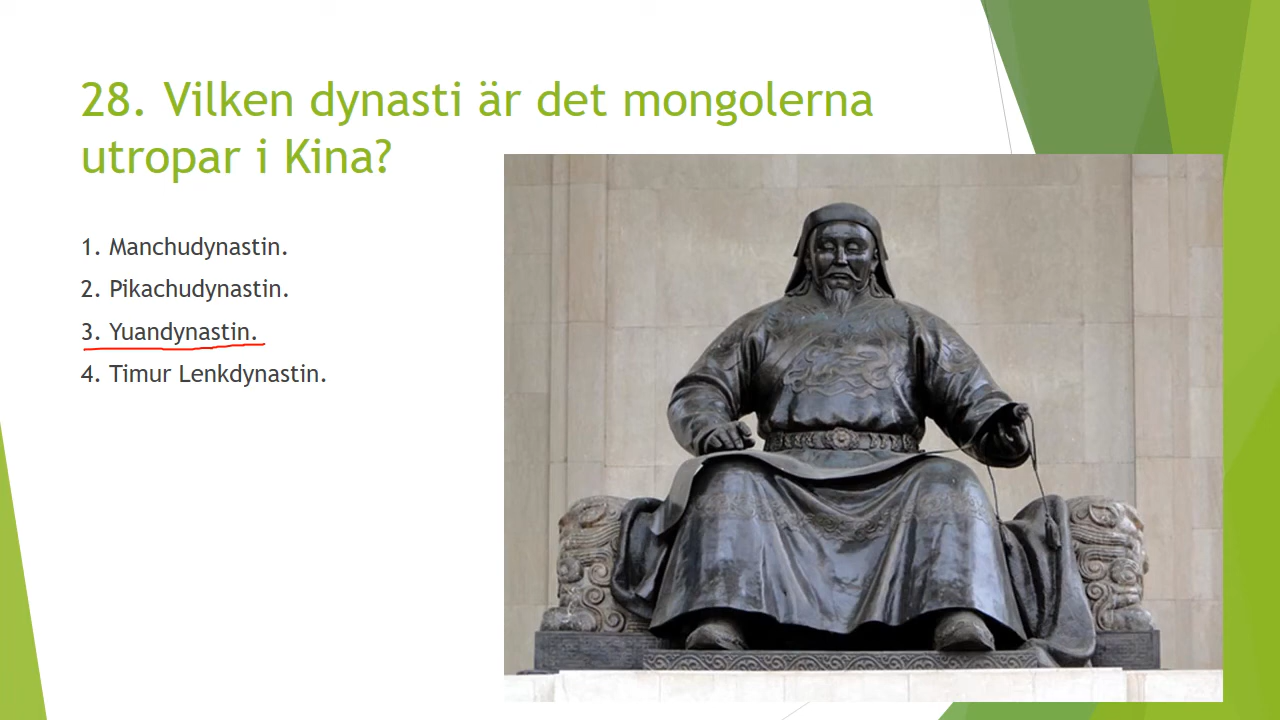 28. Vilken dynasti är det mongolerna
utropar i Kina?
1. Manchudynastin.
2. Pikachudynastin.
3. Yuandynastin.
4. Timur Lenkdynastin.